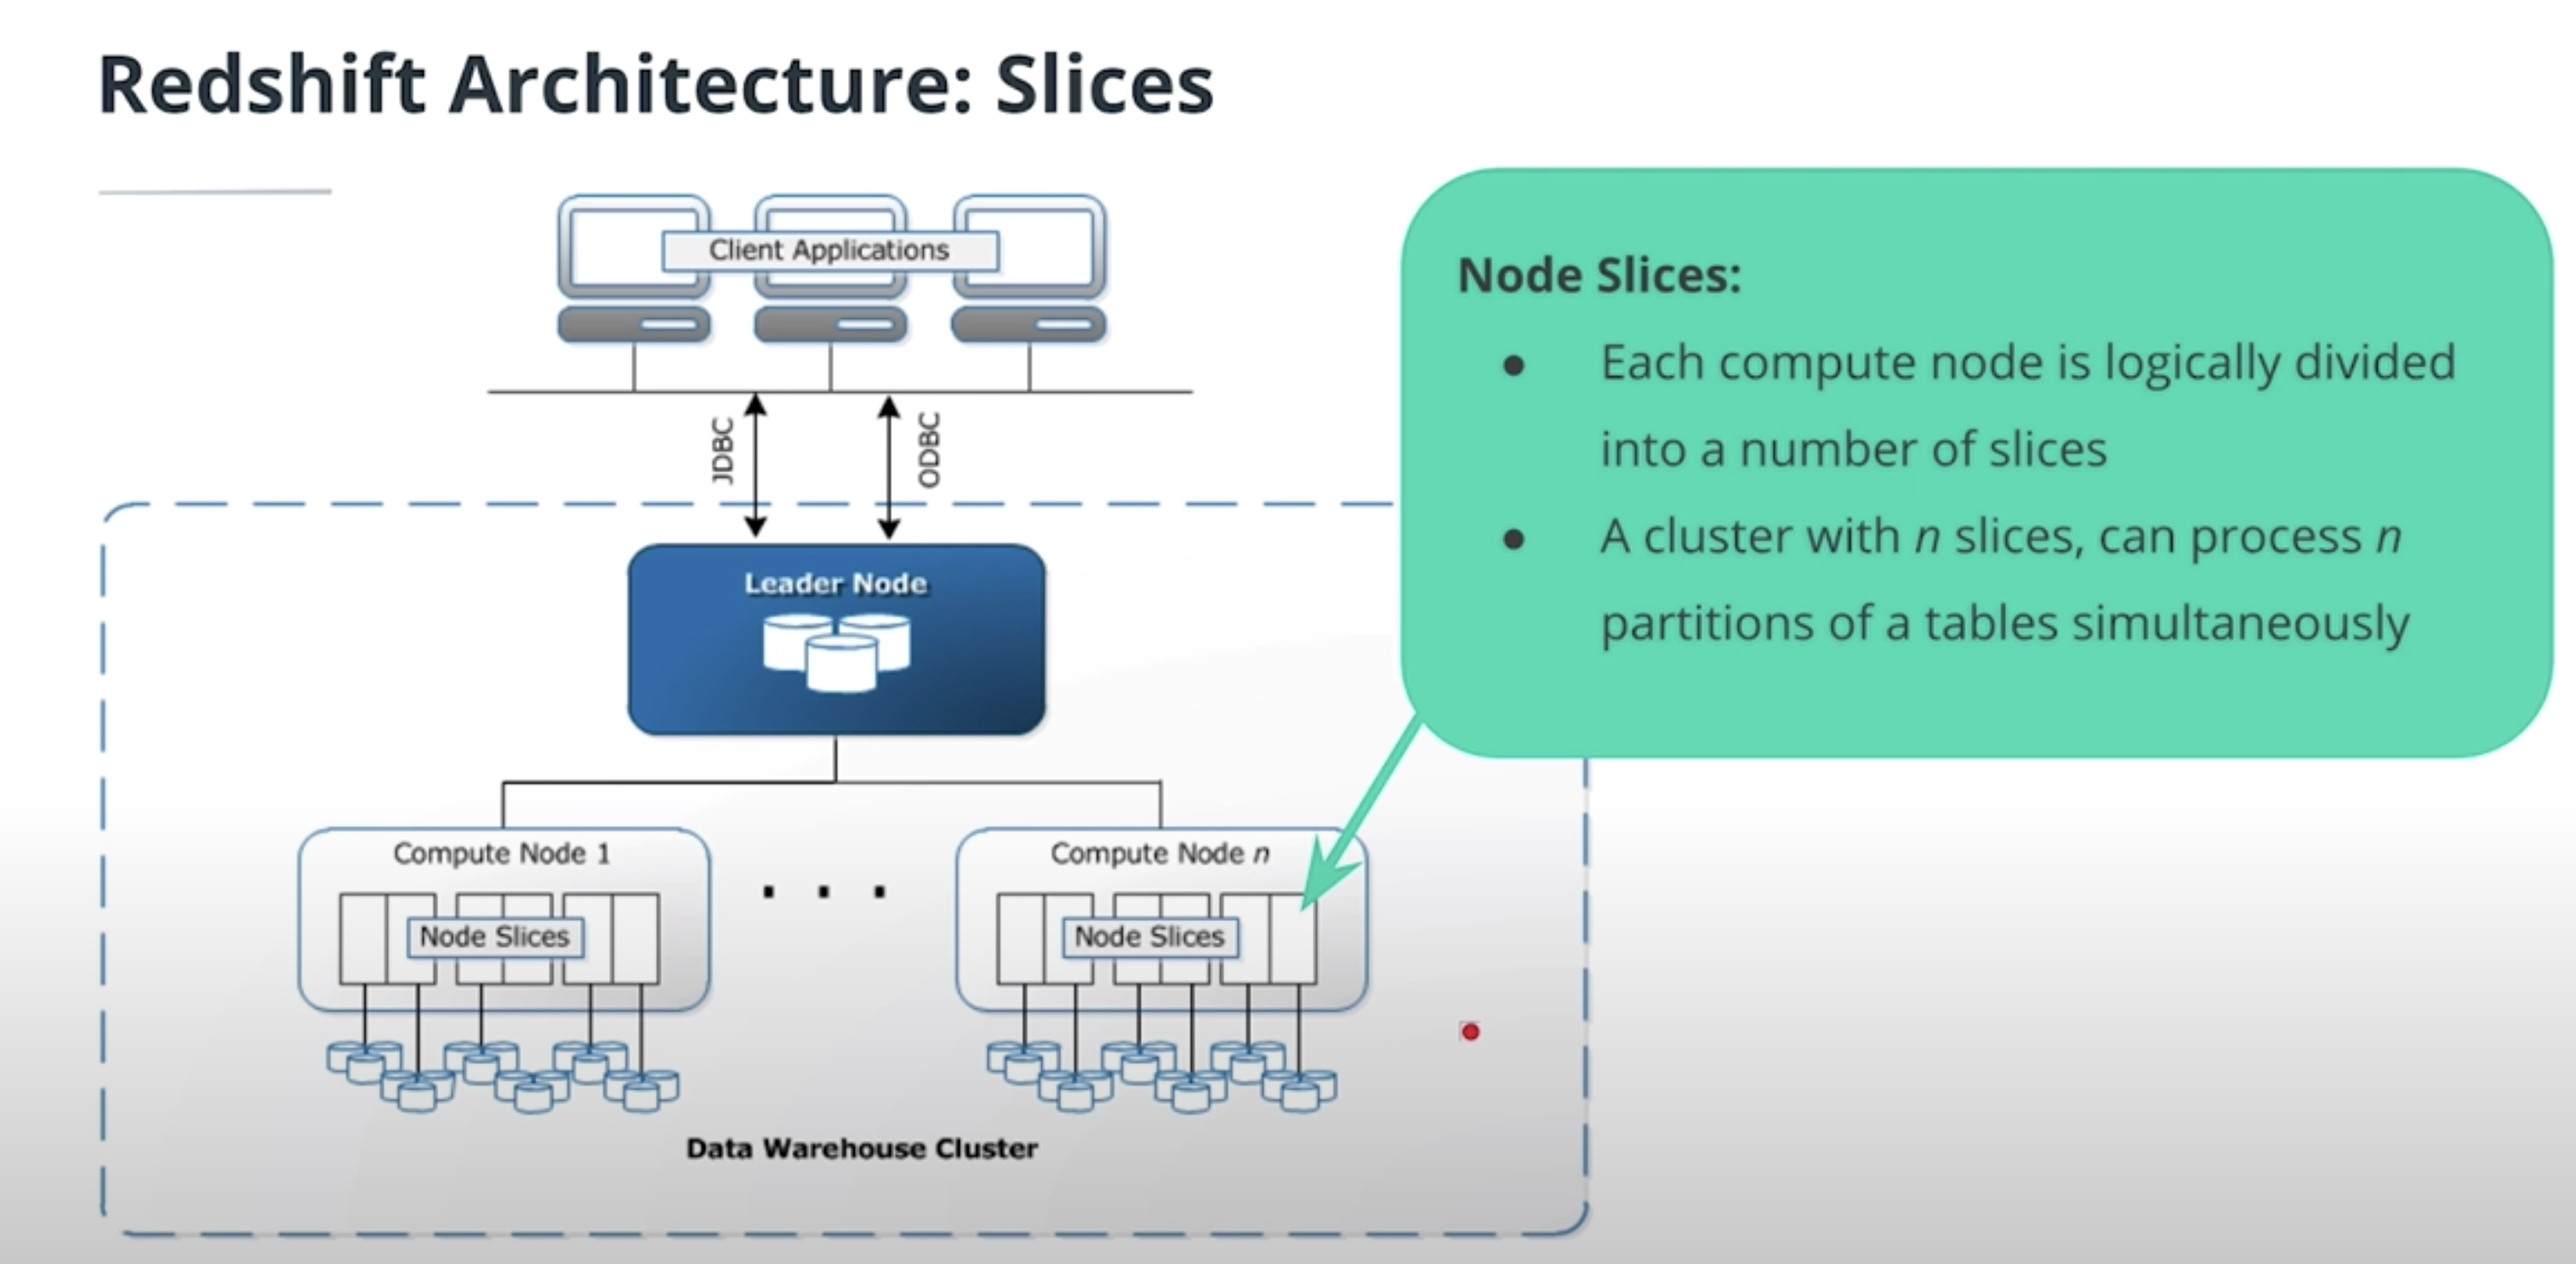 Redshift Architecture: Slices
Client Applications
JDBC
ODBC
Leader Node
Compute Node 1
Node Slices
Compute Node n
Node Slices
Data Warehouse Cluster
Node Slices:
● Each compute node is logically divided
into a number of slices
● A cluster with n slices, can process n
partitions of a tables simultaneously